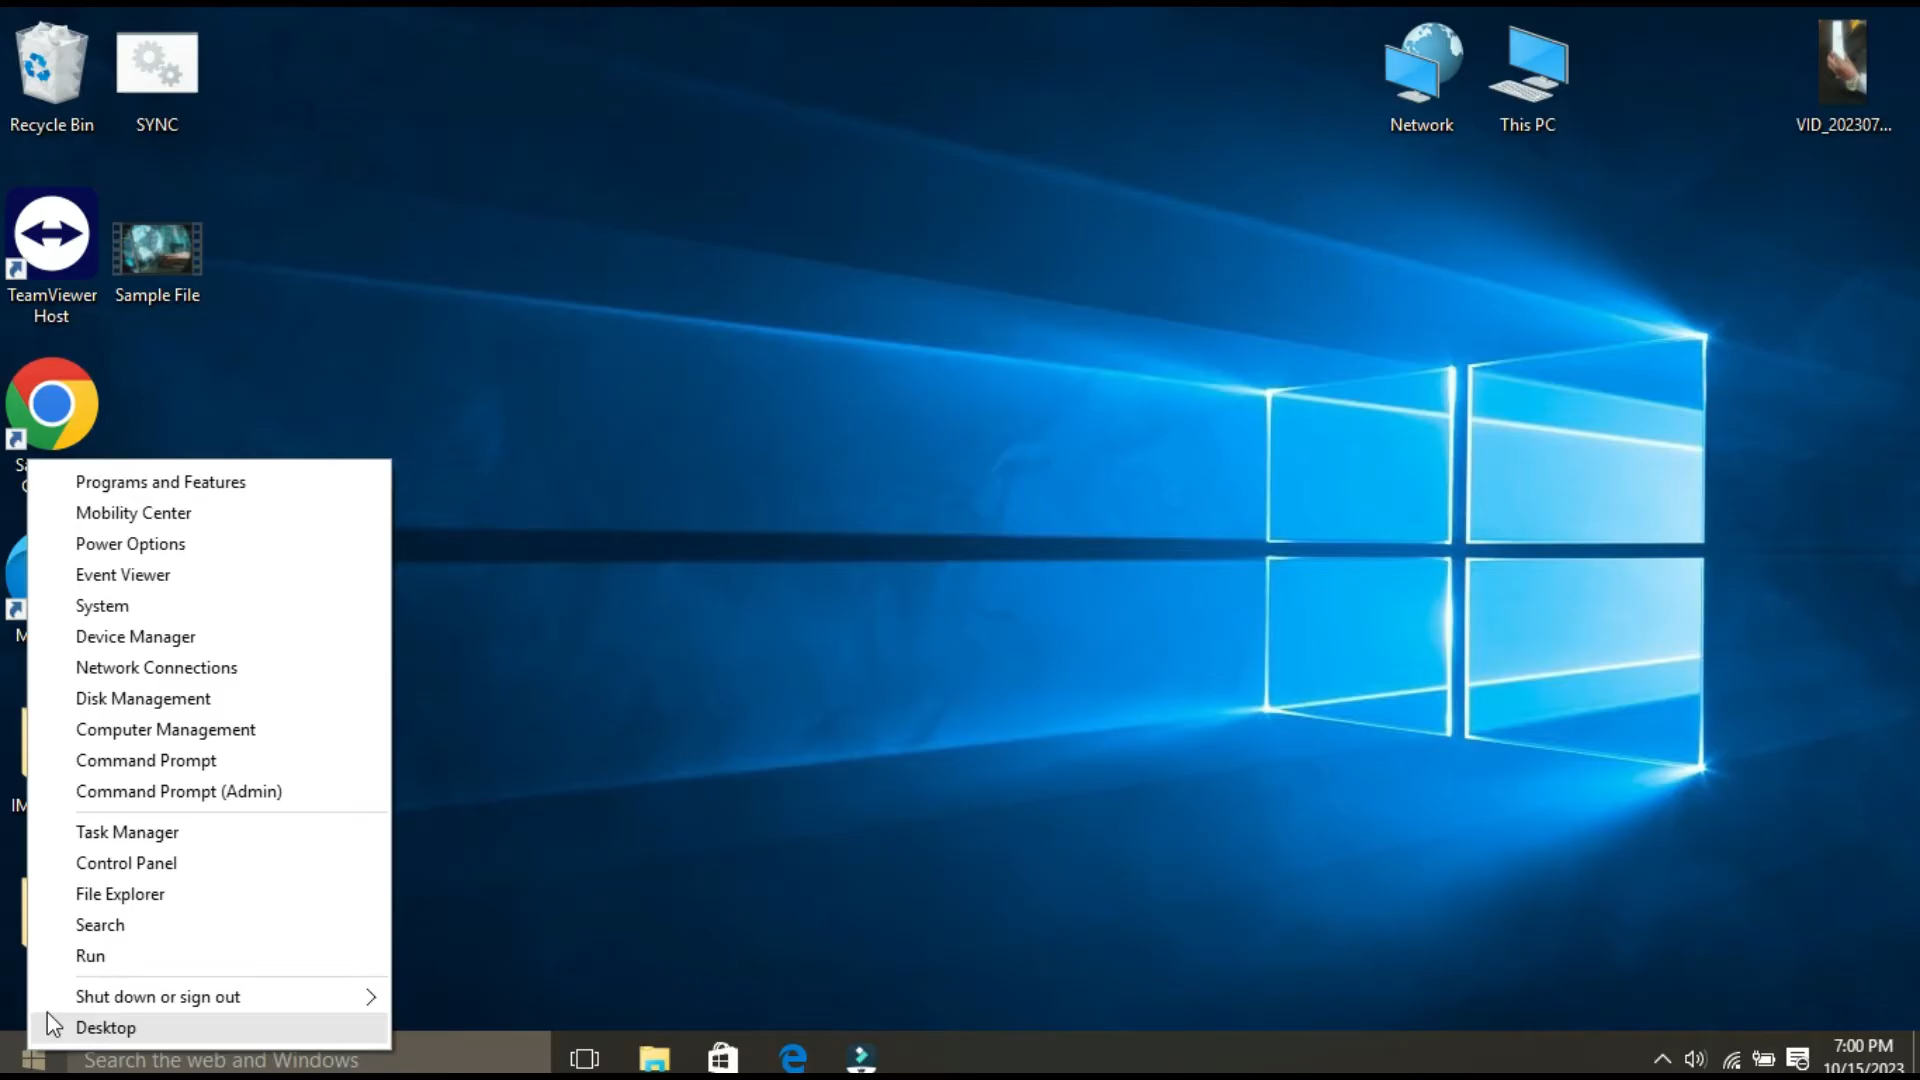 Recycle Bin
SYNC
Network
This PC
VID_202307...
TeamViewer
Host
Sample File
Programs and Features
Mobility Center
Power Options
Event Viewer
System
Device Manager
Network Connections
Disk Management
Computer Management
Command Prompt
Command Prompt (Admin)
Task Manager
Control Panel
File Explorer
Search
Run
Shut down or sign out
Desktop
Search the web and Windows
7:00 PM
10/15/2023